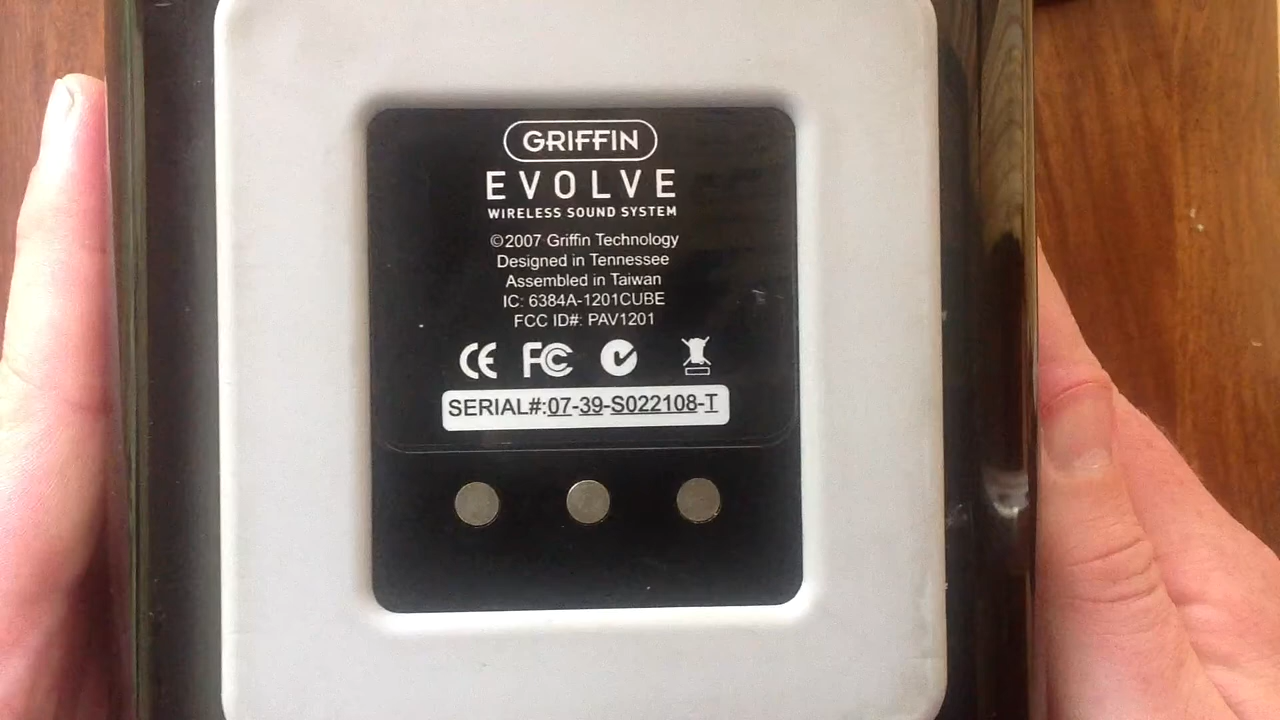 GRIFFIN
EVOLVE
WIRELESS SOUND SYSTEM
©2007 Griffin Technology
Designed in Tennessee
Assembled in Taiwan
IC: 6384A-1201CUBE
FCC ID#: PAV1201
CE FC
SERIAL#:07-39-S022108-T